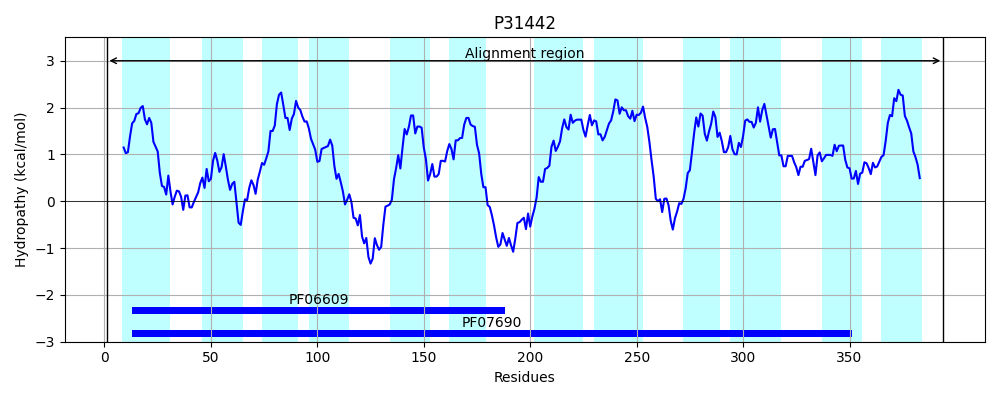 P31442
Alignment region
Hydropathy (kcal/mol)
3
2
1
0
−1
−2
−3
PF06609
PF07690
0
50
100
150
200
250
300
350
Residues